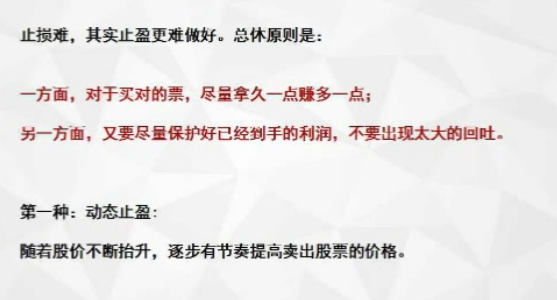 止损难，其实止盈更难做好。总休原则是：
一方面，对于买对的票，尽量拿久一点赚多一点；
另一方面，又要尽量保护好已经到手的利润，不要出现太大的回吐。
第一种：动态止盈：
随着股价不断抬升，逐步有节奏提高卖出股票的价格。